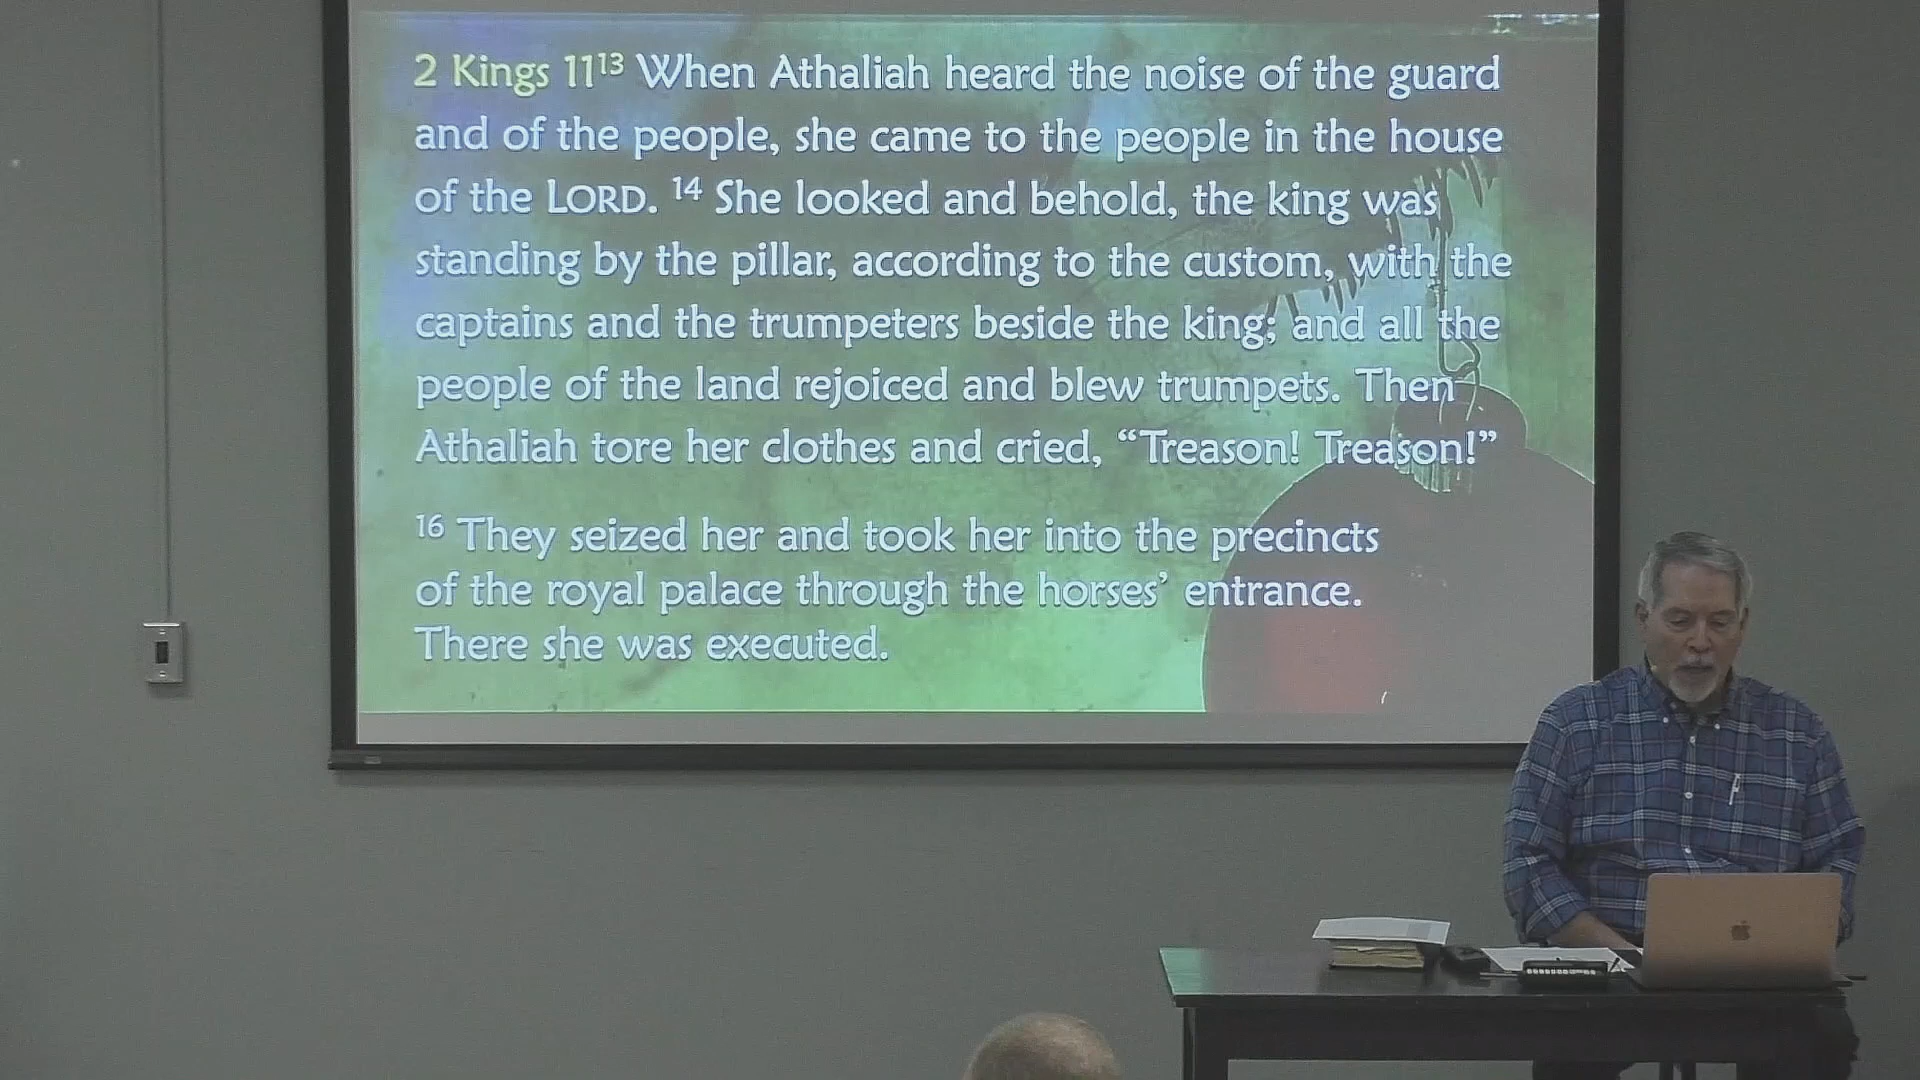 2 Kings 11¹³ When Athaliah heard the noise of the guard
and of the people, she came to the people in the house
of the LORD. ¹⁴ She looked and behold, the king was
standing by the pillar, according to the custom, with the
captains and the trumpeters beside the king; and all the
people of the land rejoiced and blew trumpets. Then
Athaliah tore her clothes and cried, “Treason! Treason!”
¹⁶ They seized her and took her into the precincts
of the royal palace through the horses’ entrance.
There she was executed.